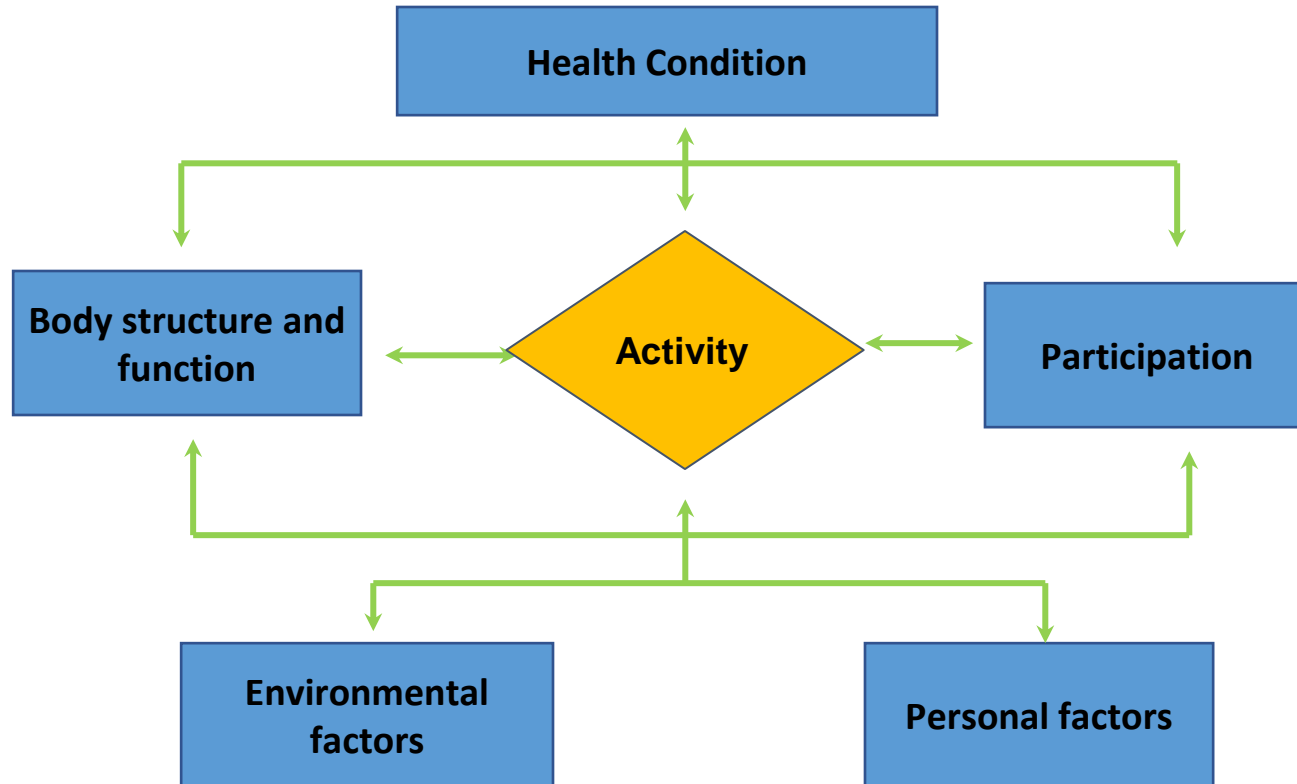 Health Condition
Body structure and
function
Activity
Participation
Environmental
factors
Personal factors